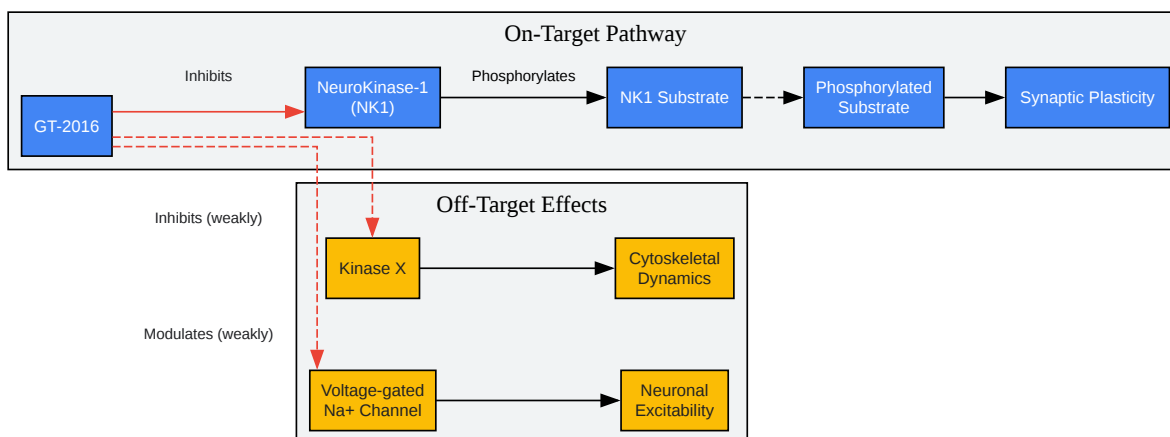 On-Target Pathway
Inhibits
NeuroKinase-1
(NK1)
Phosphorylates
NK1 Substrate
Phosphorylated
Substrate
Synaptic Plasticity
GT-2016
Off-Target Effects
Inhibits (weakly)
Kinase X
Cytoskeletal
Dynamics
Modulates (weakly)
Voltage-gated
Na+ Channel
Neuronal
Excitability